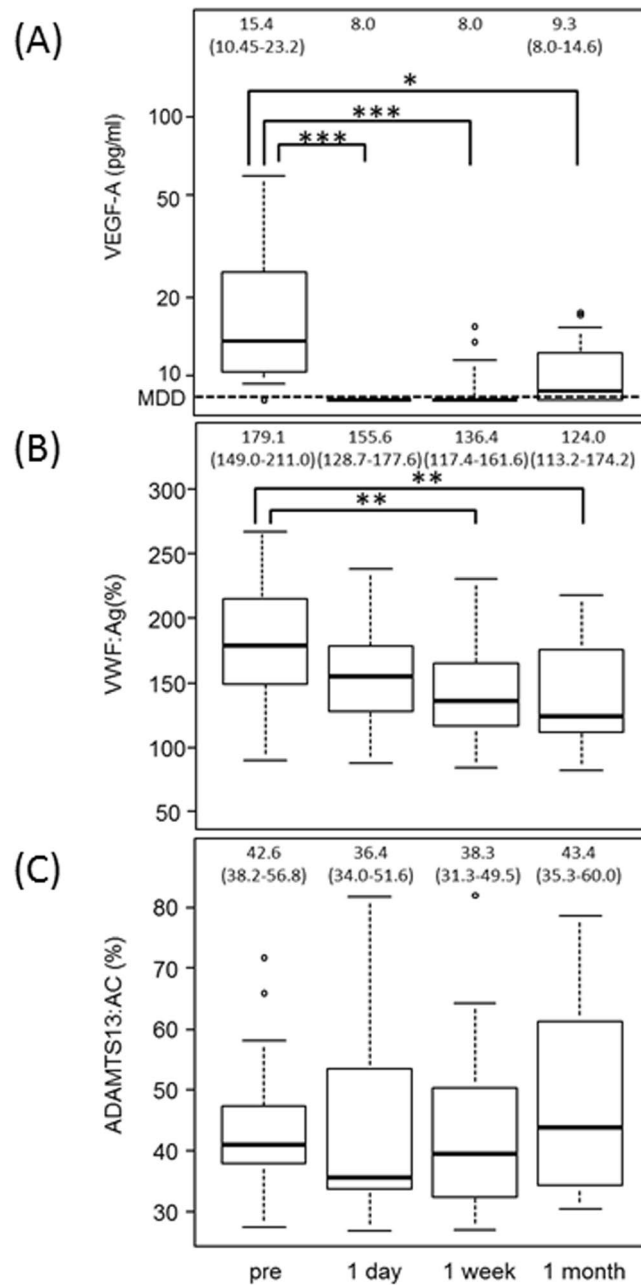 (A)
15.4 8.0 8.0 9.3
(10.45-23.2) (8.0-14.6)
*
***
***
100
50
20
10
MDD
VEGF-A (pg/ml)
(B)
179.1 155.6 136.4 124.0
(149.0-211.0) (128.7-177.6) (117.4-161.6) (113.2-174.2)
**
**
300
250
200
150
100
50
VWF:Ag(%)
(C)
42.6 36.4 38.3 43.4
(38.2-56.8) (34.0-51.6) (31.3-49.5) (35.3-60.0)
80
70
60
50
40
30
ADAMTS13:AC (%)
pre 1 day 1 week 1 month